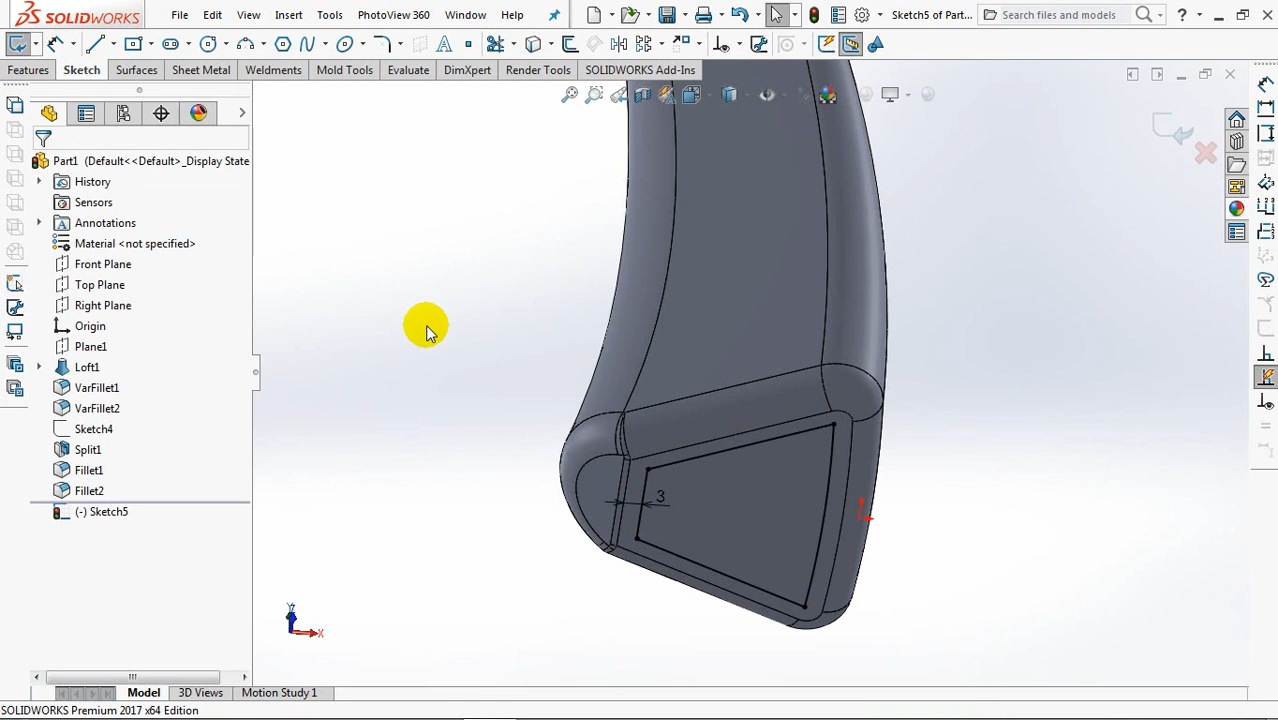 SOLIDWORKS
File Edit View Insert Tools PhotoView 360 Window Help
Sketch5 of Part...
Search files and models
?
Features Sketch Surfaces Sheet Metal Weldments Mold Tools Evaluate DimXpert Render Tools SOLIDWORKS Add-Ins
Part1 (Default<<Default>_Display State
History
Sensors
Annotations
Material <not specified>
Front Plane
Top Plane
Right Plane
Origin
Plane1
Loft1
VarFillet1
VarFillet2
Sketch4
Split1
Fillet1
Fillet2
(-) Sketch5
3
Y
Z
X
Model 3D Views Motion Study 1
SOLIDWORKS Premium 2017 x64 Edition